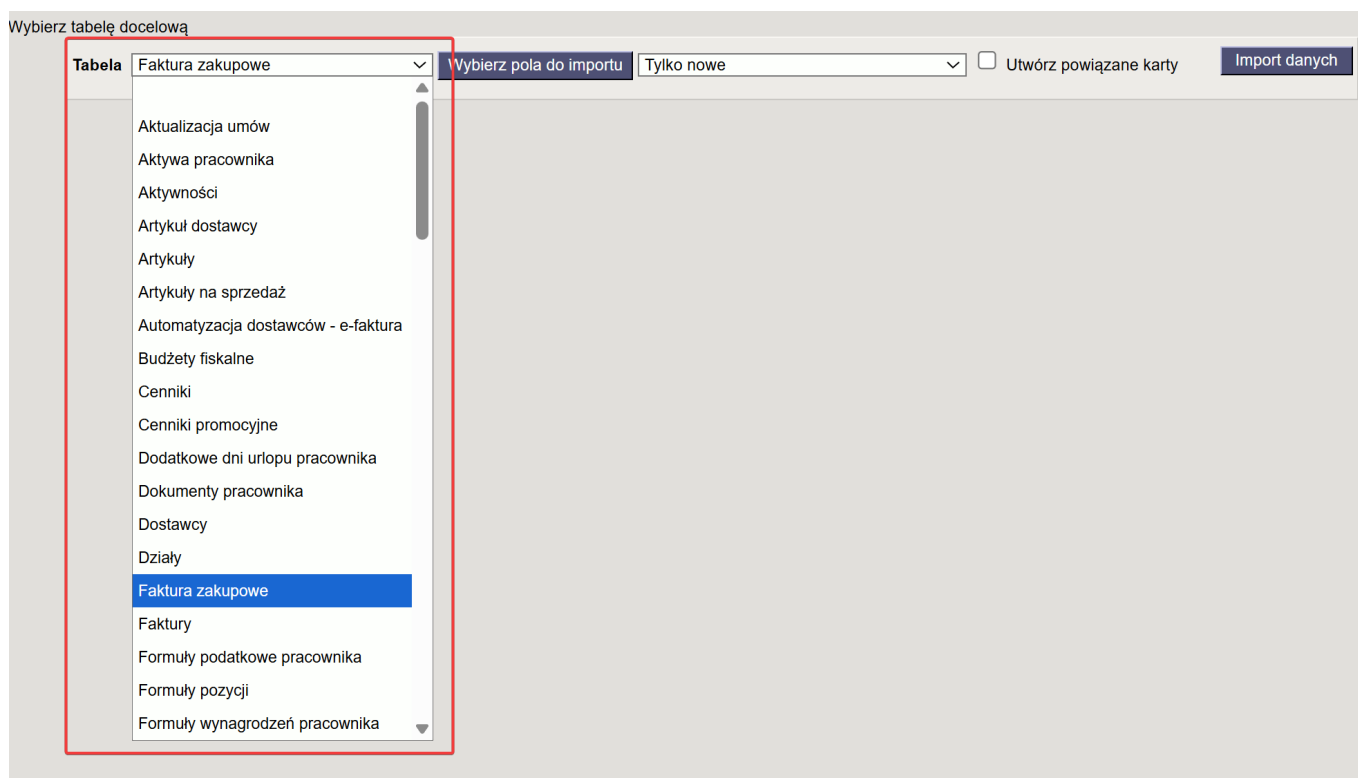 Wybierz tabelę docelową
Tabela Faktura zakupowe Wybierz pola do importu Tylko nowe Utwórz powiązane karty Import danych
Aktualizacja umów
Aktywa pracownika
Aktywności
Artykuł dostawcy
Artykuły
Artykuły na sprzedaż
Automatyzacja dostawców - e-faktura
Budżety fiskalne
Cenniki
Cenniki promocyjne
Dodatkowe dni urlopu pracownika
Dokumenty pracownika
Dostawcy
Działy
Faktura zakupowe
Faktury
Formuły podatkowe pracownika
Formuły pozycji
Formuły wynagrodzeń pracownika